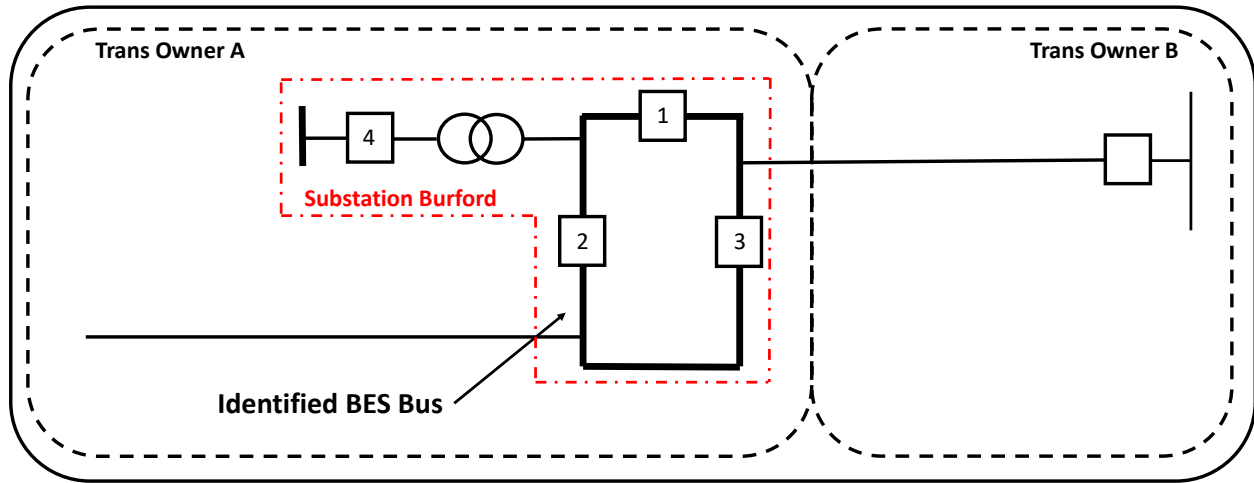 Trans Owner A
Trans Owner B
1
4
Substation Burford
2
3
Identified BES Bus